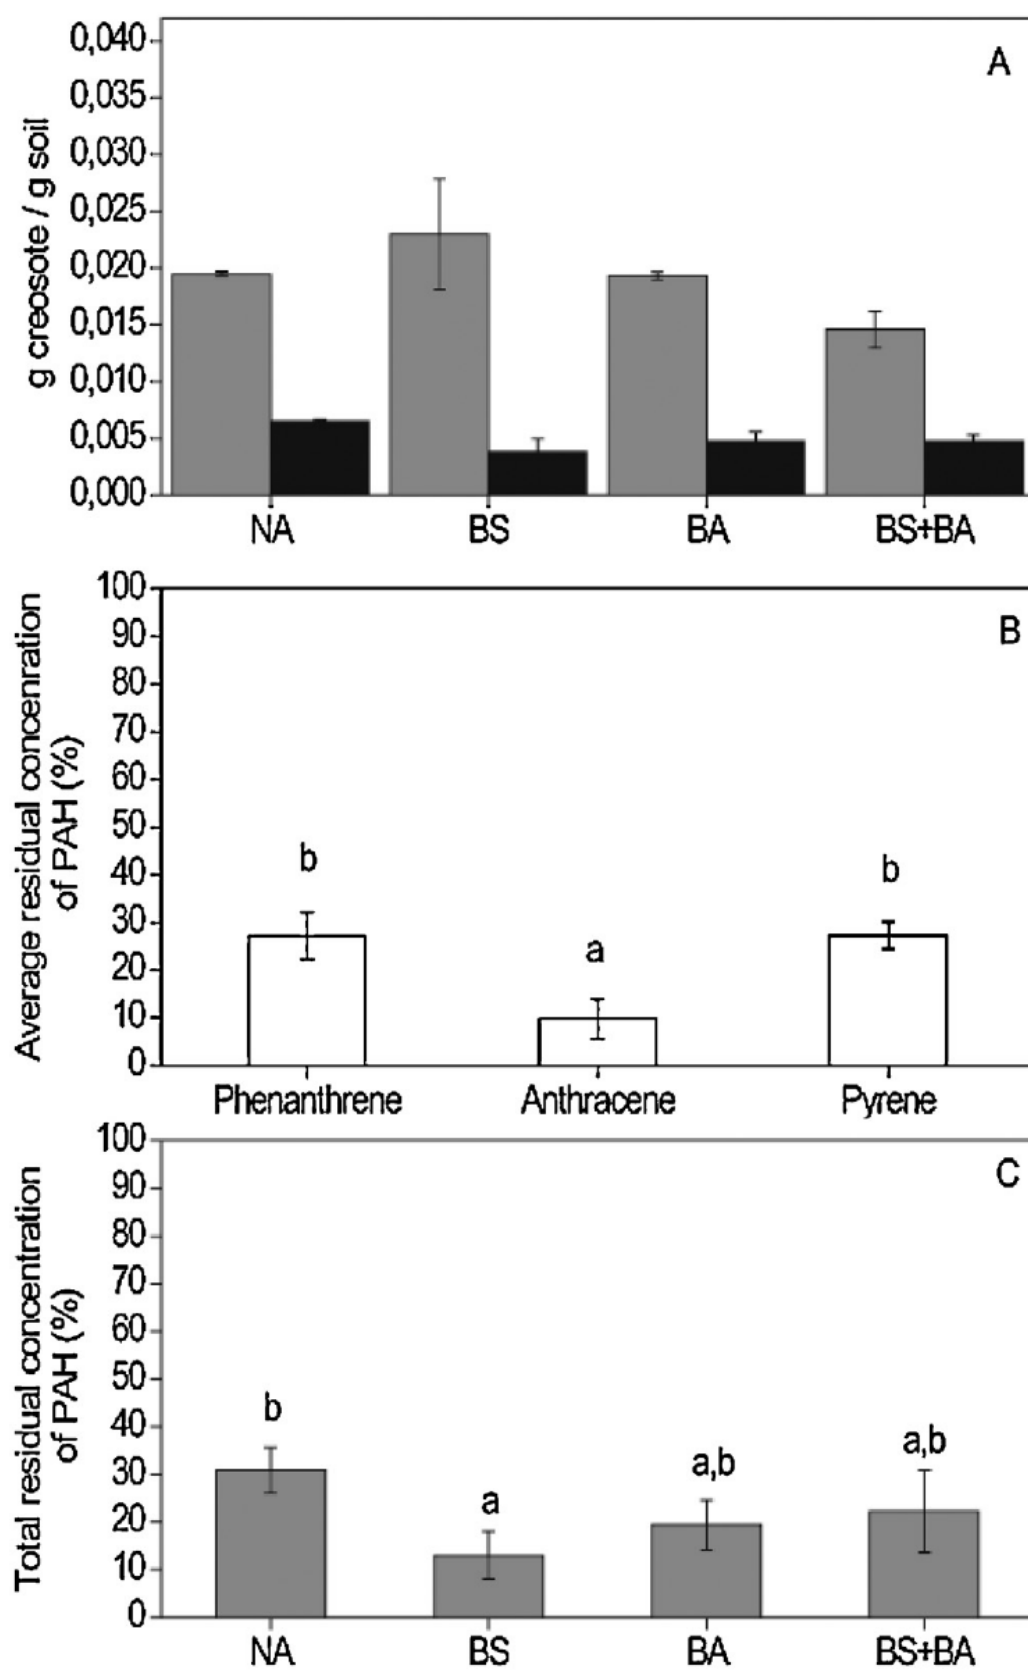 A
g creosote / g soil
0,040
0,035
0,030
0,025
0,020
0,015
0,010
0,005
0,000
NA BS BA BS+BA
B
Average residual concenration
of PAH (%)
100
90
80
70
60
50
40
30
20
10
0
b a b
Phenanthrene Anthracene Pyrene
C
Total residual concentration
of PAH (%)
100
90
80
70
60
50
40
30
20
10
0
b a a,b a,b
NA BS BA BS+BA